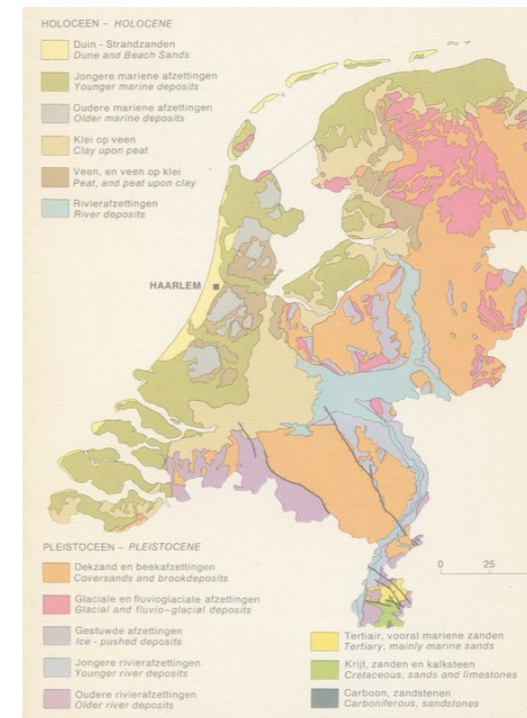 HOLOCEEN – HOLOCENE
Duin - Strandzanden
Dune and Beach Sands
Jongere mariene afzettingen
Younger marine deposits
Oudere mariene afzettingen
Older marine deposits
Klei op veen
Clay upon peat
Veen, en veen op klei
Peat, and peat upon clay
Rivierafzettingen
River deposits
HAARLEM
PLEISTOCEEN – PLEISTOCENE
Dekzand en beekafzettingen
Coversands and brookdeposits
Glaciale en fluvioglaciale afzettingen
Glacial and fluvio-glacial deposits
Gestuwde afzettingen
Ice - pushed deposits
Jongere rivierafzettingen
Younger river deposits
Oudere rivierafzettingen
Older river deposits
0 25
Tertiair, vooral mariene zanden
Tertiary, mainly marine sands
Krijt, zanden en kalksteen
Cretaceous, sands and limestones
Carboon, zandstenen
Carboniferous, sandstones